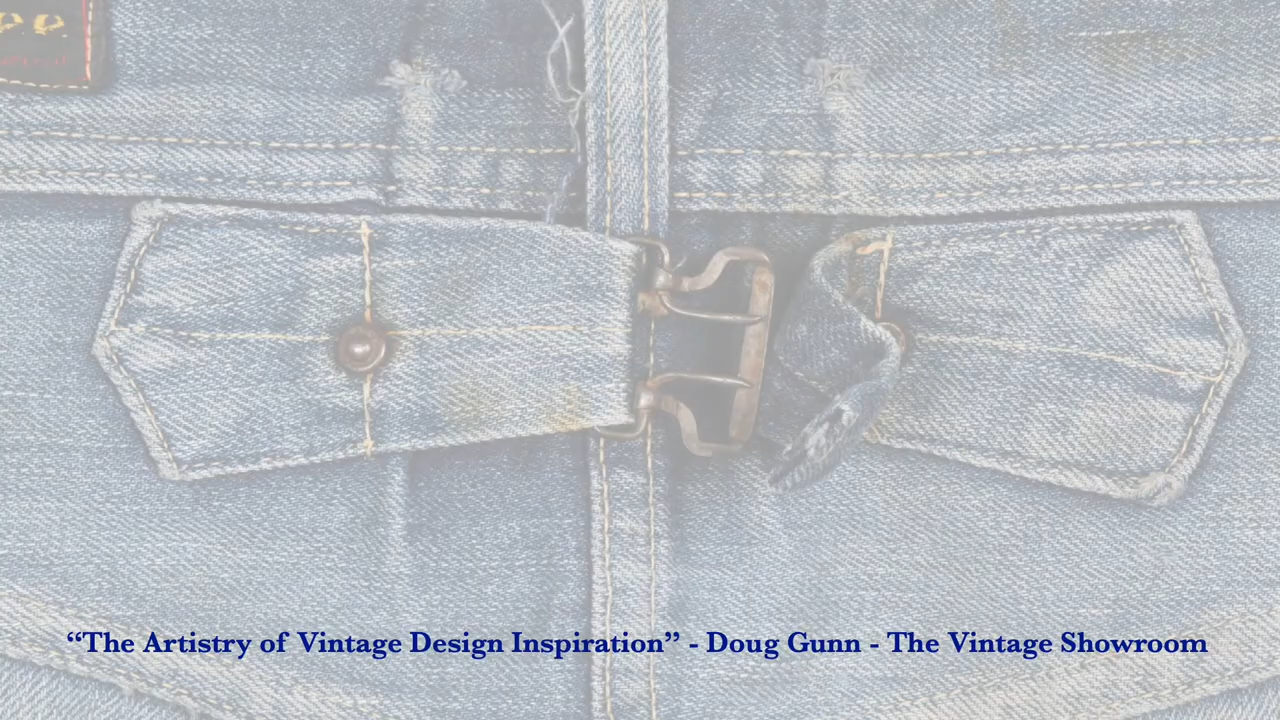 “The Artistry of Vintage Design Inspiration” - Doug Gunn - The Vintage Showroom